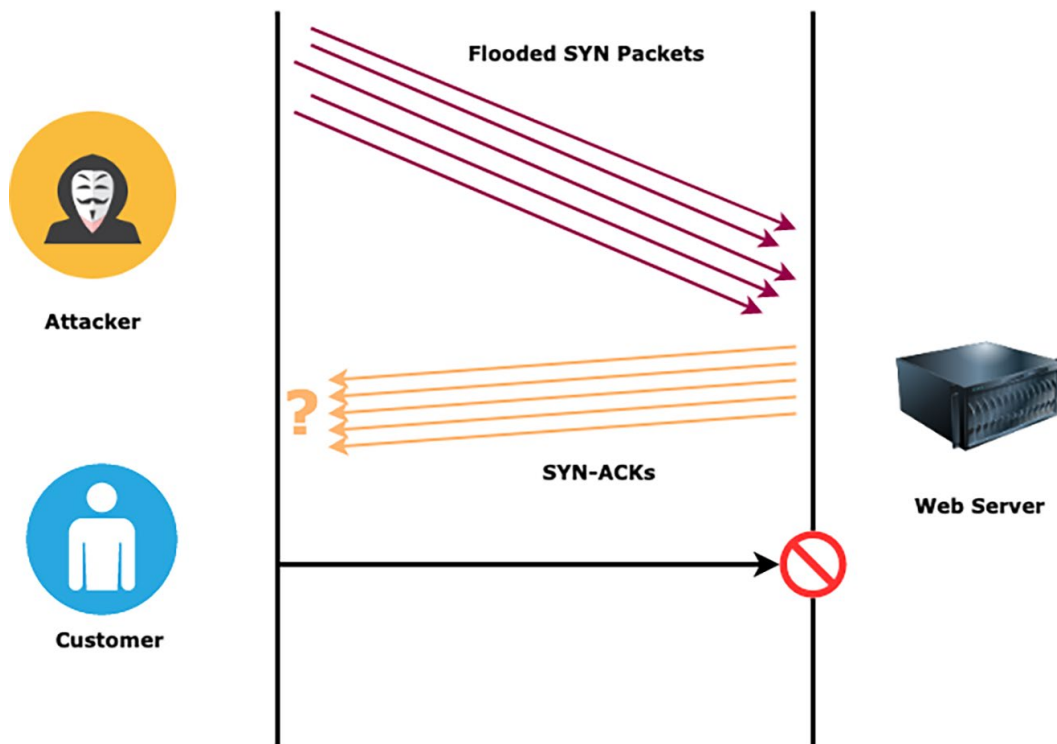 Flooded SYN Packets
Attacker
?
SYN-ACKs
Web Server
Customer